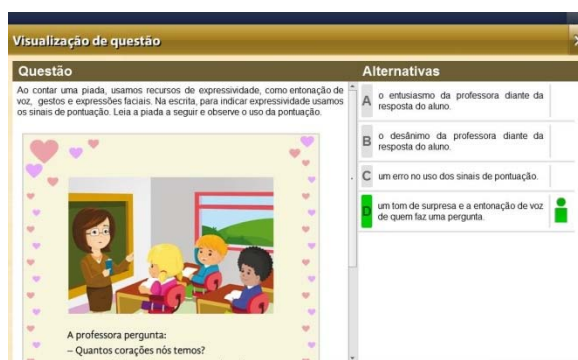 Visualização de questão
Questão
Ao contar uma piada, usamos recursos de expressividade, como entonação de
voz, gestos e expressões faciais. Na escrita, para indicar expressividade usamos
os sinais de pontuação. Leia a piada a seguir e observe o uso da pontuação.
A professora pergunta:
– Quantos corações nós temos?
Alternativas
A
o entusiasmo da professora diante da
resposta do aluno.
B
o desânimo da professora diante da
resposta do aluno.
C
um erro no uso dos sinais de pontuação.
D
um tom de surpresa e a entonação de voz
de quem faz uma pergunta.